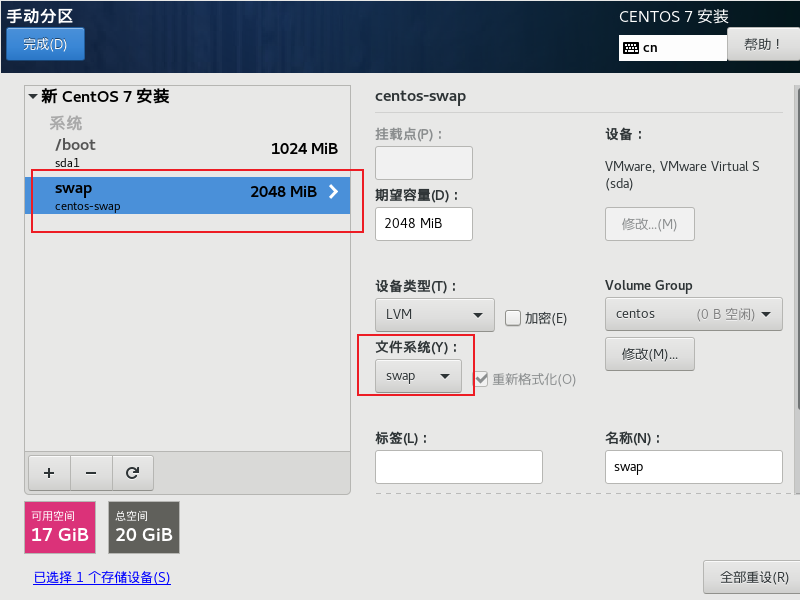 手动分区
CENTOS 7 安装
完成(D)
cn
帮助！
新 CentOS 7 安装
系统
/boot
1024 MiB
sda1
swap
2048 MiB
centos-swap
centos-swap
挂载点(P)：
设备：
VMware, VMware Virtual S
(sda)
期望容量(D)：
2048 MiB
修改...(M)
设备类型(T)：
Volume Group
LVM
加密(E)
centos
(0 B 空闲)
文件系统(Y)：
修改(M)...
swap
重新格式化(O)
标签(L)：
名称(N)：
swap
可用空间
17 GiB
总空间
20 GiB
已选择 1 个存储设备(S)
全部重设(R)